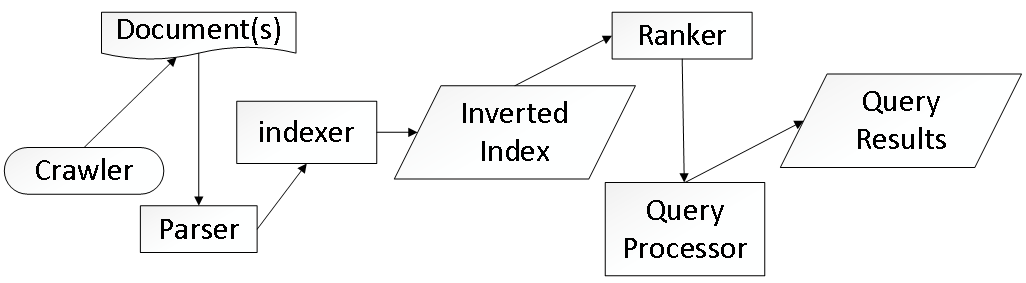 Document(s)
Crawler
Parser
indexer
Inverted
Index
Ranker
Query
Processor
Query
Results